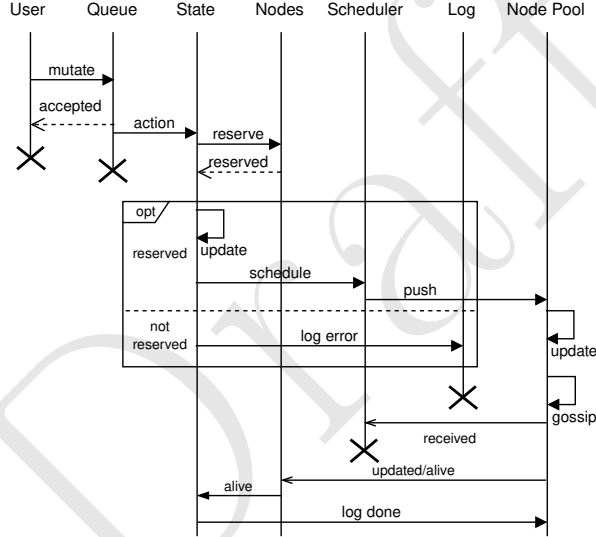 User Queue State Nodes Scheduler Log Node Pool
mutate
accepted
action
reserve
reserved
opt
update
reserved
schedule
push
not
reserved
log error
update
gossip
received
updated/alive
alive
log done
Draft